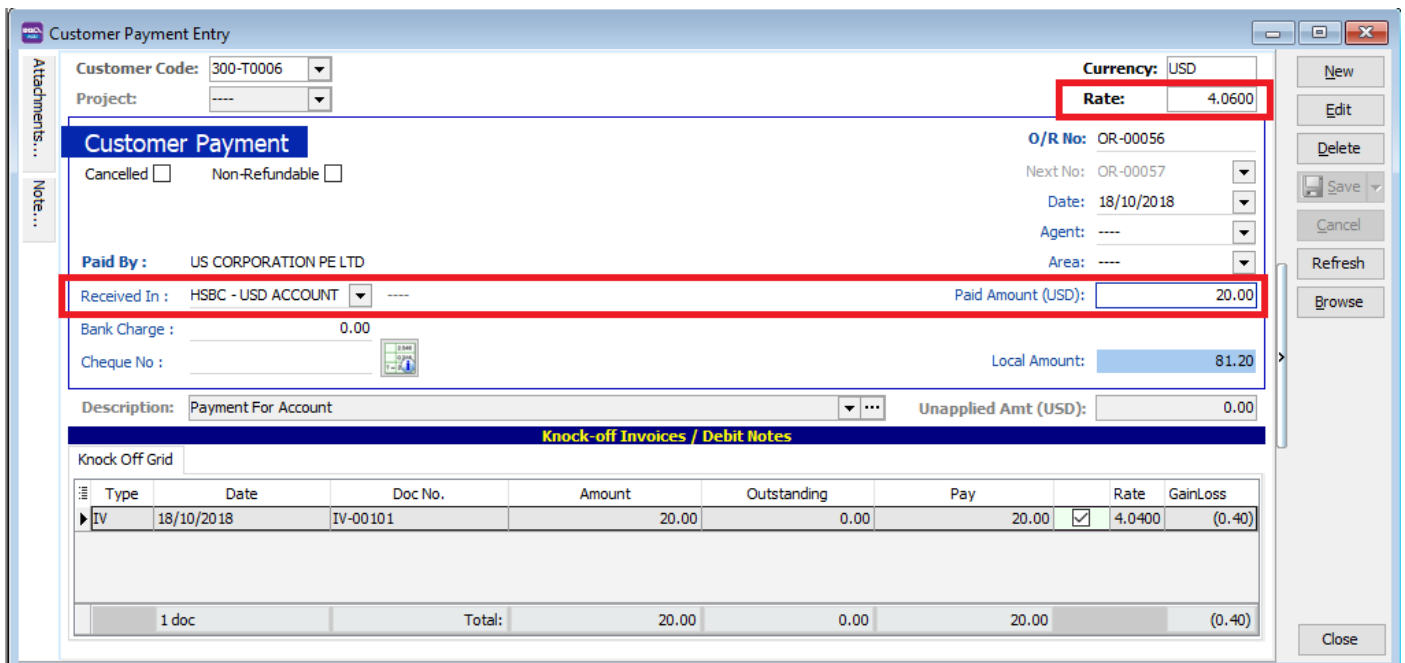 Customer Payment Entry
Attachments...
Note...
Customer Code: 300-T0006
Currency: USD
Project: ----
Rate: 4.0600
Customer Payment
O/R No: OR-00056
Cancelled
Non-Refundable
Next No: OR-00057
Date: 18/10/2018
Agent: ----
Paid By : US CORPORATION PE LTD
Area: ----
Received In : HSBC - USD ACCOUNT ----
Paid Amount (USD): 20.00
Bank Charge : 0.00
Cheque No :
Local Amount: 81.20
Description: Payment For Account
Unapplied Amt (USD): 0.00
Knock-off Invoices / Debit Notes
Knock Off Grid
Type Date Doc No. Amount Outstanding Pay Rate GainLoss
IV 18/10/2018 IV-00101 20.00 0.00 20.00 4.0400 (0.40)
1 doc Total: 20.00 0.00 20.00 (0.40)
New
Edit
Delete
Save
Cancel
Refresh
Browse
Close